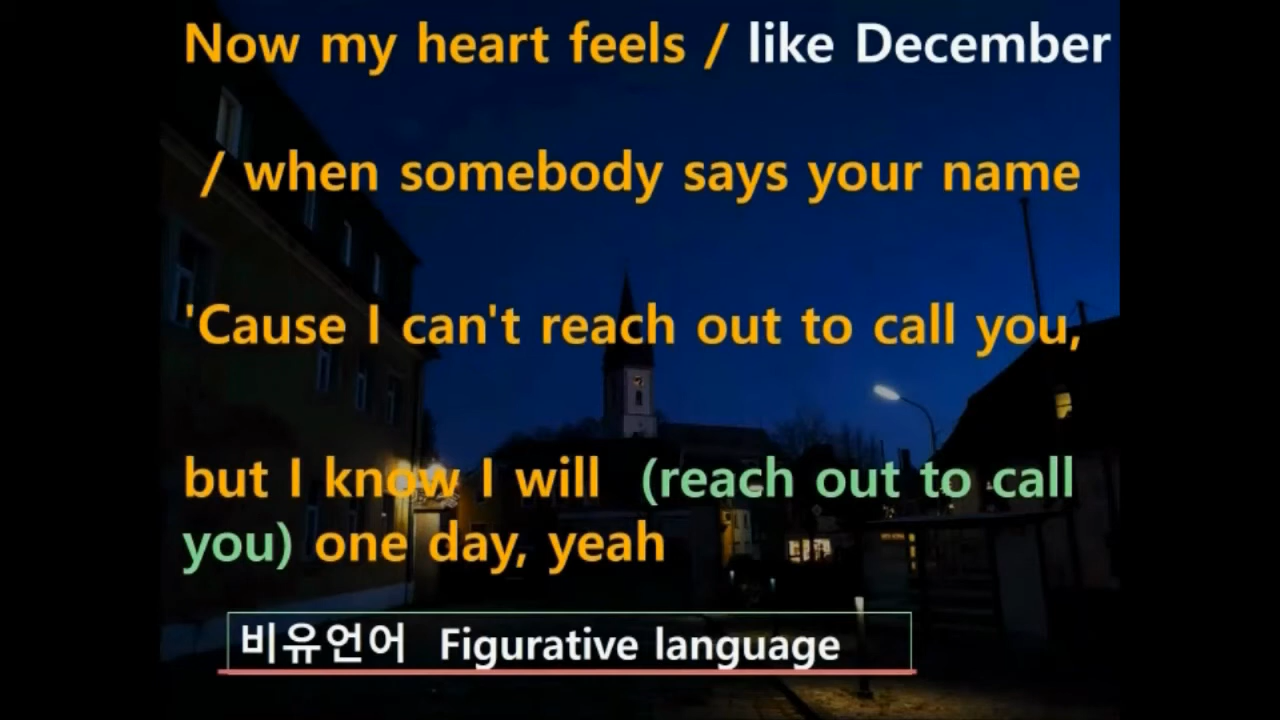 Now my heart feels / like December
/ when somebody says your name
'Cause I can't reach out to call you,
but I know I will (reach out to call
you) one day, yeah
비유언어 Figurative language